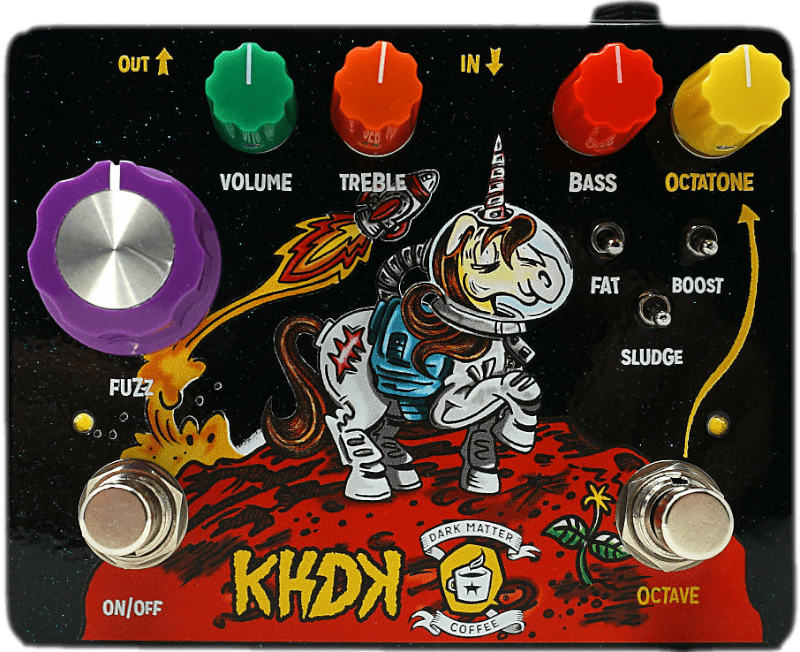 OUT
IN
VOLUME
TREBLE
BASS
OCTATONE
FAT
BOOST
SLUDGE
FUZZ
DARK MATTER
KHDK
COFFEE
ON/OFF
OCTAVE